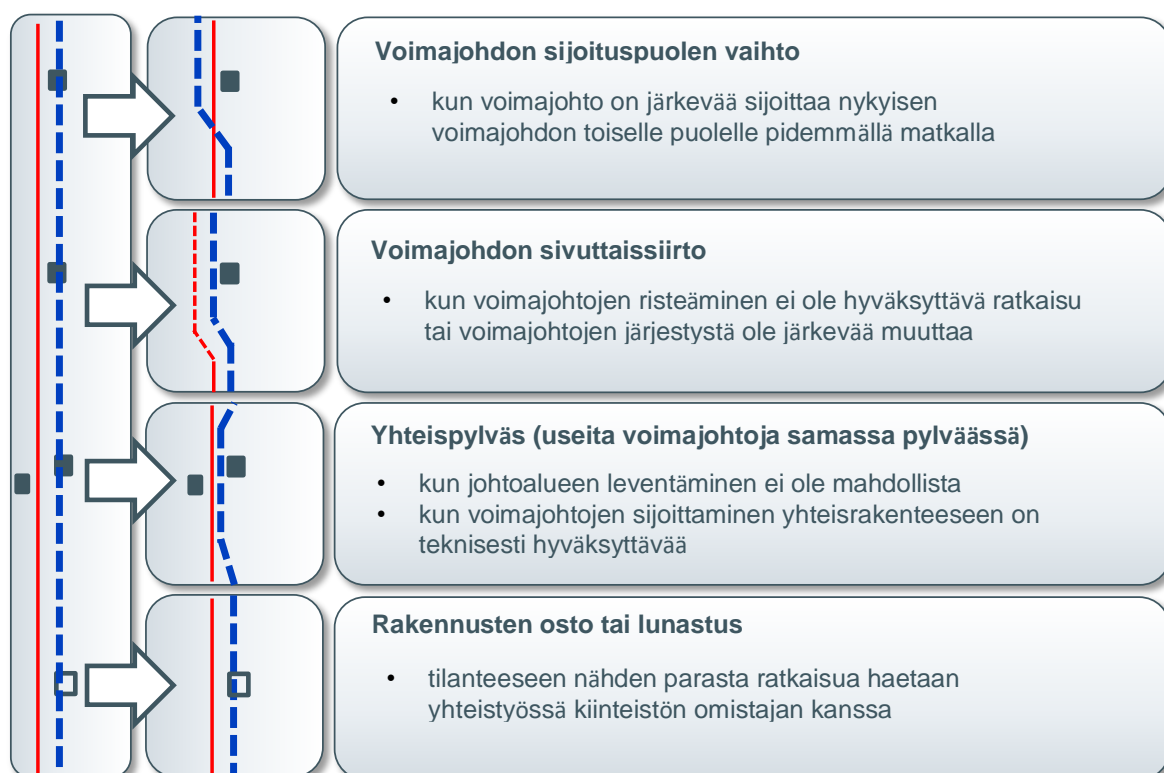 Voimajohdon sijoituspuolen vaihto
• kun voimajohto on järkevää sijoittaa nykyisen
voimajohdon toiselle puolelle pidemmällä matkalla
Voimajohdon sivuttaissiirto
• kun voimajohtojen risteäminen ei ole hyväksyttävä ratkaisu
tai voimajohtojen järjestystä ole järkevää muuttaa
Yhteispylväs (useita voimajohtoja samassa pylväässä)
• kun johtoalueen leventäminen ei ole mahdollista
• kun voimajohtojen sijoittaminen yhteisrakenteeseen on
teknisesti hyväksyttävää
Rakennusten osto tai lunastus
• tilanteeseen nähden parasta ratkaisua haetaan
yhteistyössä kiinteistön omistajan kanssa